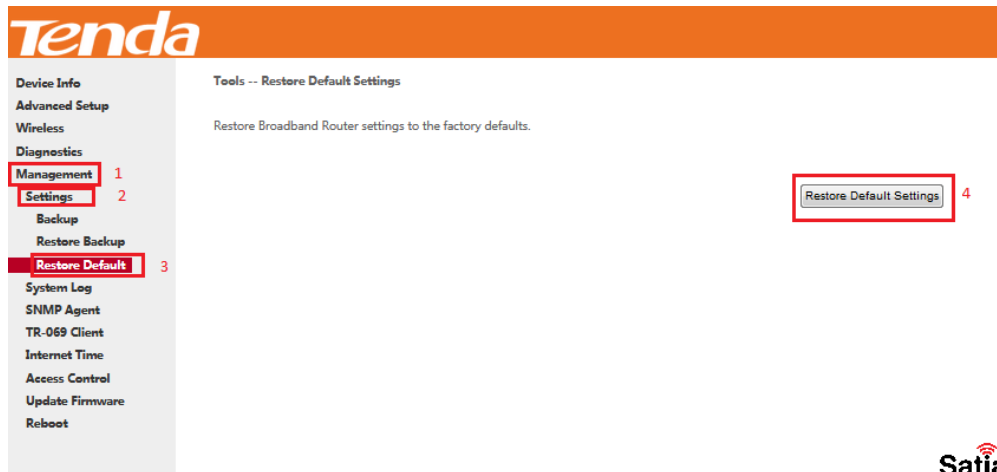 Tenda
Device Info
Advanced Setup
Wireless
Diagnostics
Management 1
Settings 2
Backup
Restore Backup
Restore Default 3
System Log
SNMP Agent
TR-069 Client
Internet Time
Access Control
Update Firmware
Reboot
Tools -- Restore Default Settings
Restore Broadband Router settings to the factory defaults.
Restore Default Settings 4